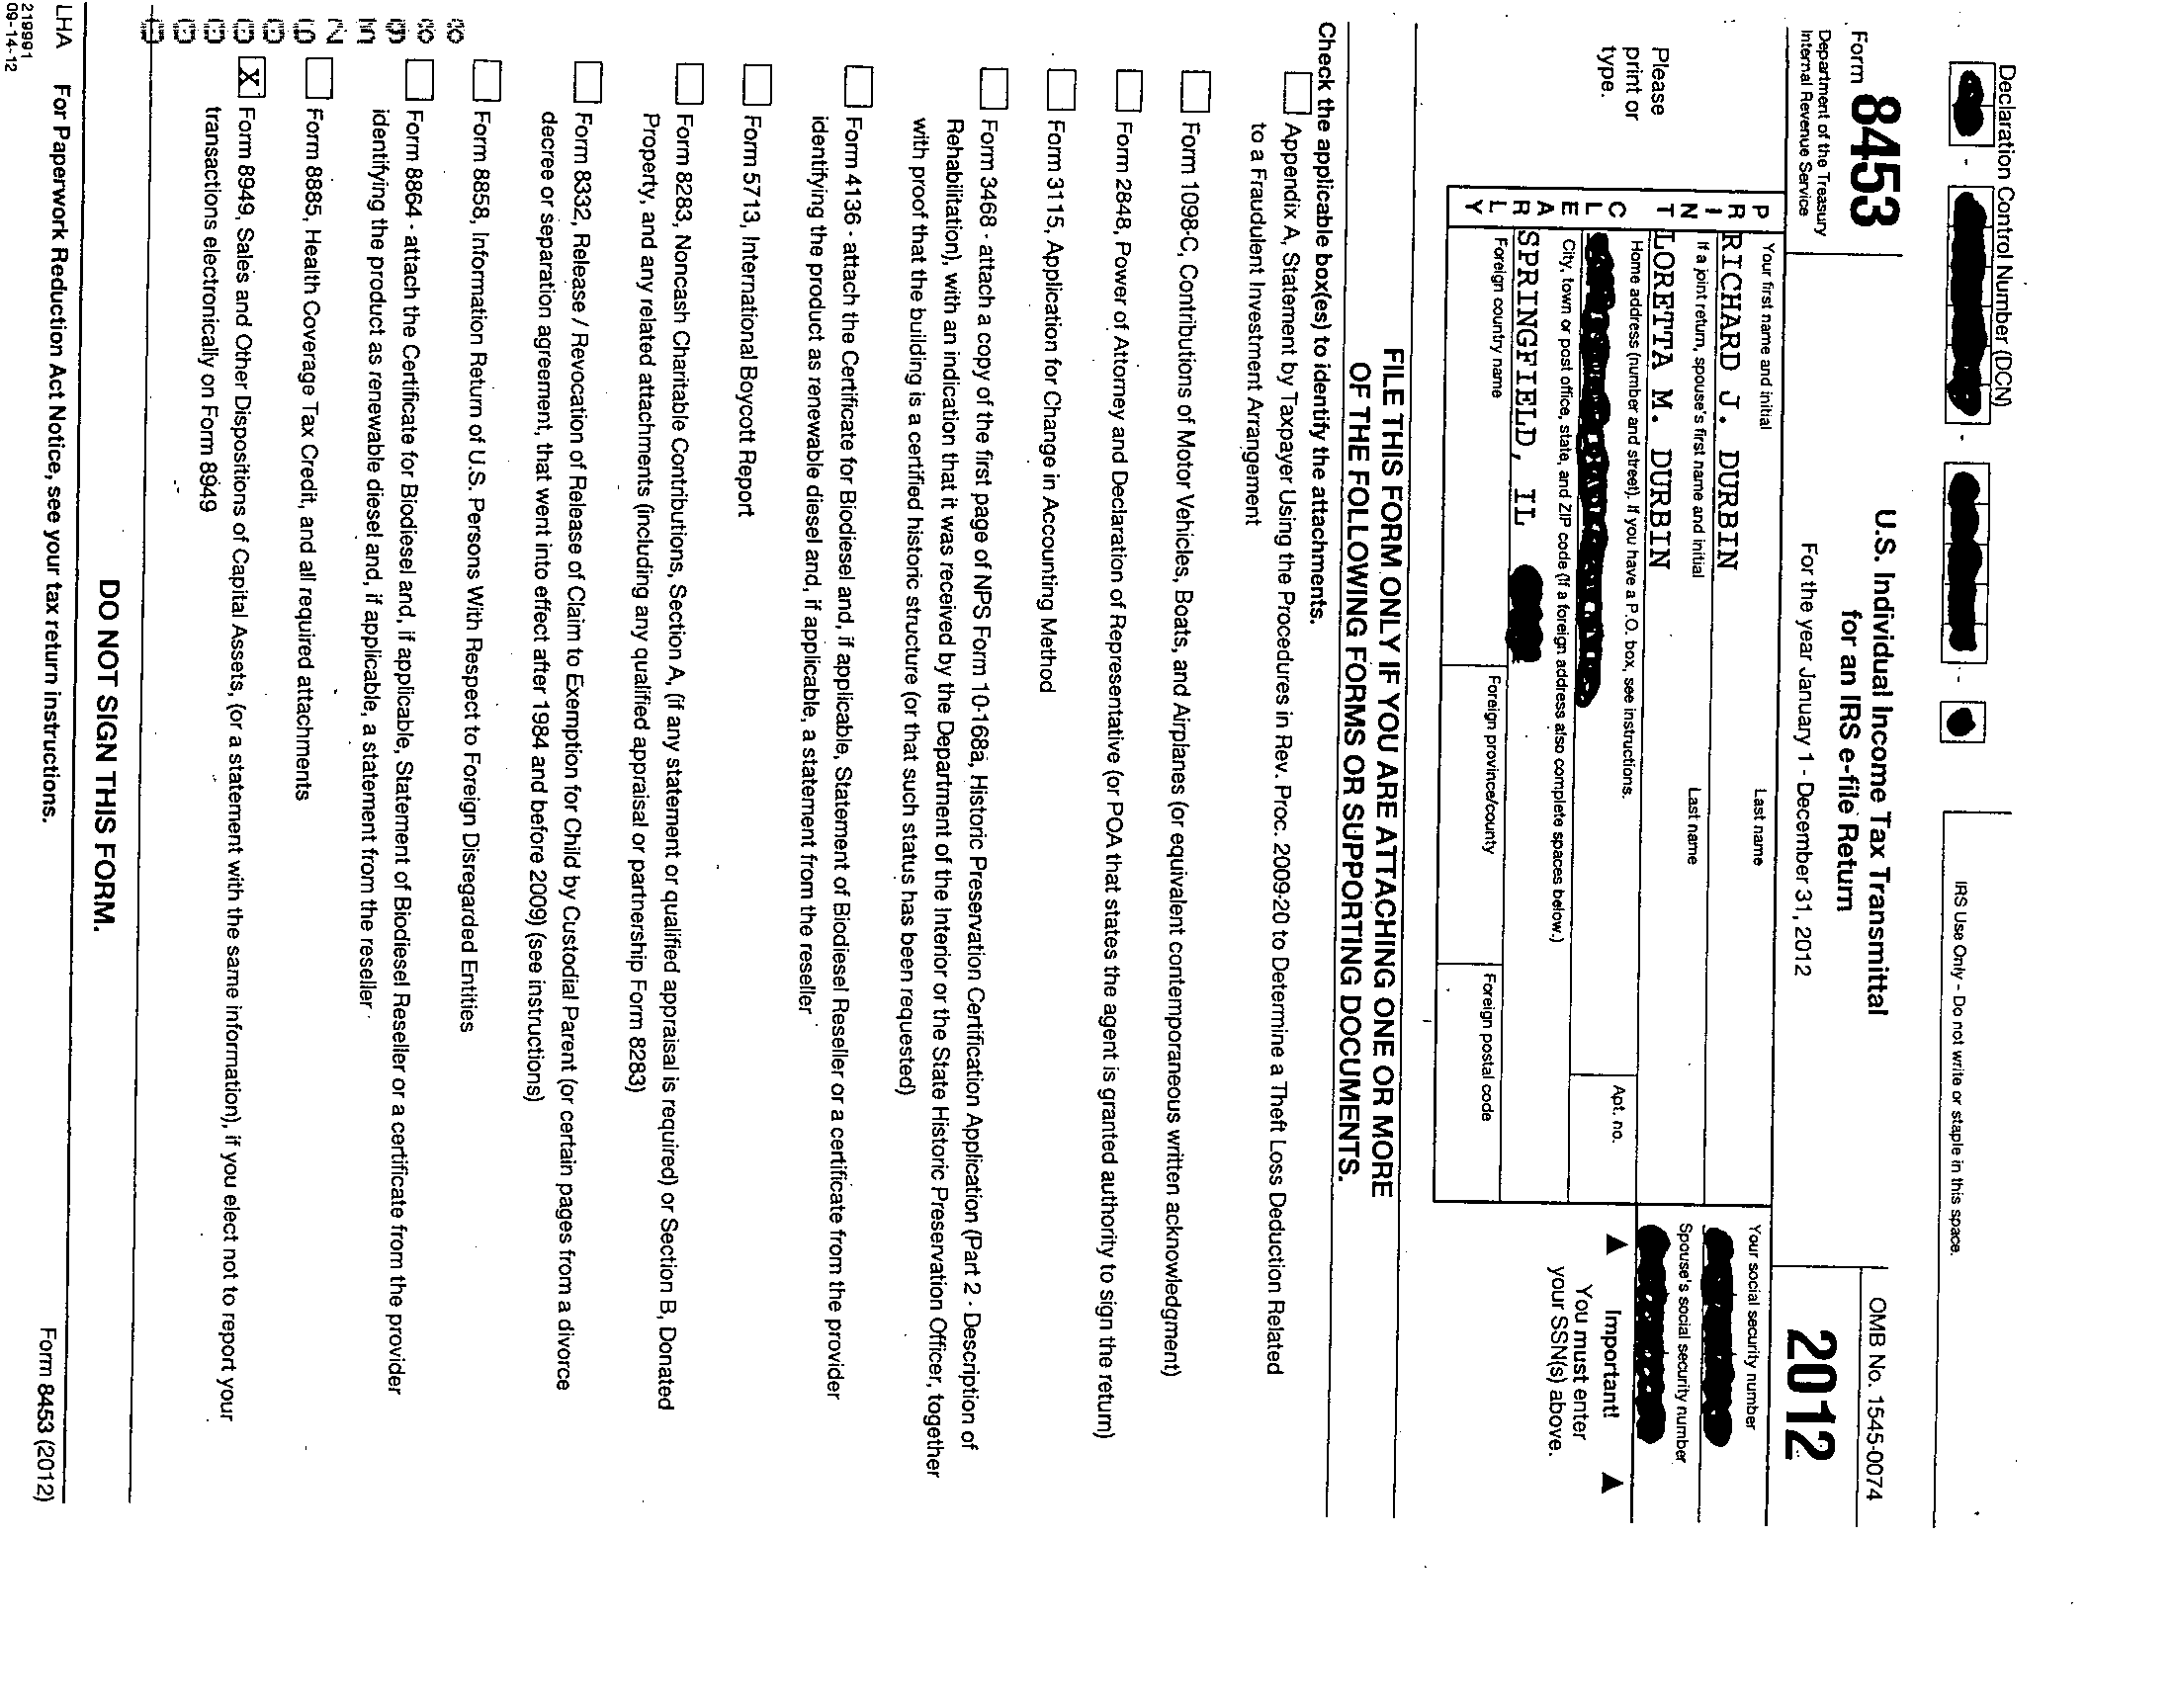 Declaration Control Number (DCN)
- - -
IRS Use Only - Do not write or staple in this space.
Form 8453
Department of the Treasury
Internal Revenue Service
U.S. Individual Income Tax Transmittal
for an IRS e-file Return
For the year January 1 - December 31, 2012
OMB No. 1545-0074
2012
Please
print or
type.
PRINT CLEARLY
Your first name and initial Last name Your social security number
RICHARD J. DURBIN
If a joint return, spouse's first name and initial Last name Spouse's social security number
LORETTA M. DURBIN
Home address (number and street). If you have a P.O. box, see instructions. Apt. no.
▲ Important! ▲
You must enter
your SSN(s) above.
City, town or post office, state, and ZIP code (If a foreign address also complete spaces below.)
SPRINGFIELD, IL
Foreign country name Foreign province/county Foreign postal code
FILE THIS FORM ONLY IF YOU ARE ATTACHING ONE OR MORE
OF THE FOLLOWING FORMS OR SUPPORTING DOCUMENTS.
Check the applicable box(es) to identify the attachments.
Appendix A, Statement by Taxpayer Using the Procedures in Rev. Proc. 2009-20 to Determine a Theft Loss Deduction Related
to a Fraudulent Investment Arrangement
Form 1098-C, Contributions of Motor Vehicles, Boats, and Airplanes (or equivalent contemporaneous written acknowledgment)
Form 2848, Power of Attorney and Declaration of Representative (or POA that states the agent is granted authority to sign the return)
Form 3115, Application for Change in Accounting Method
Form 3468 - attach a copy of the first page of NPS Form 10-168a, Historic Preservation Certification Application (Part 2 - Description of
Rehabilitation), with an indication that it was received by the Department of the Interior or the State Historic Preservation Officer, together
with proof that the building is a certified historic structure (or that such status has been requested)
Form 4136 - attach the Certificate for Biodiesel and, if applicable, Statement of Biodiesel Reseller or a certificate from the provider
identifying the product as renewable diesel and, if applicable, a statement from the reseller
Form 5713, International Boycott Report
Form 8283, Noncash Charitable Contributions, Section A, (if any statement or qualified appraisal is required) or Section B, Donated
Property, and any related attachments (including any qualified appraisal or partnership Form 8283)
Form 8332, Release / Revocation of Release of Claim to Exemption for Child by Custodial Parent (or certain pages from a divorce
decree or separation agreement, that went into effect after 1984 and before 2009) (see instructions)
Form 8858, Information Return of U.S. Persons With Respect to Foreign Disregarded Entities
Form 8864 - attach the Certificate for Biodiesel and, if applicable, Statement of Biodiesel Reseller or a certificate from the provider
identifying the product as renewable diesel and, if applicable, a statement from the reseller
Form 8885, Health Coverage Tax Credit, and all required attachments
X Form 8949, Sales and Other Dispositions of Capital Assets, (or a statement with the same information), if you elect not to report your
transactions electronically on Form 8949
DO NOT SIGN THIS FORM.
LHA For Paperwork Reduction Act Notice, see your tax return instructions. Form 8453 (2012)
219991
09-14-12